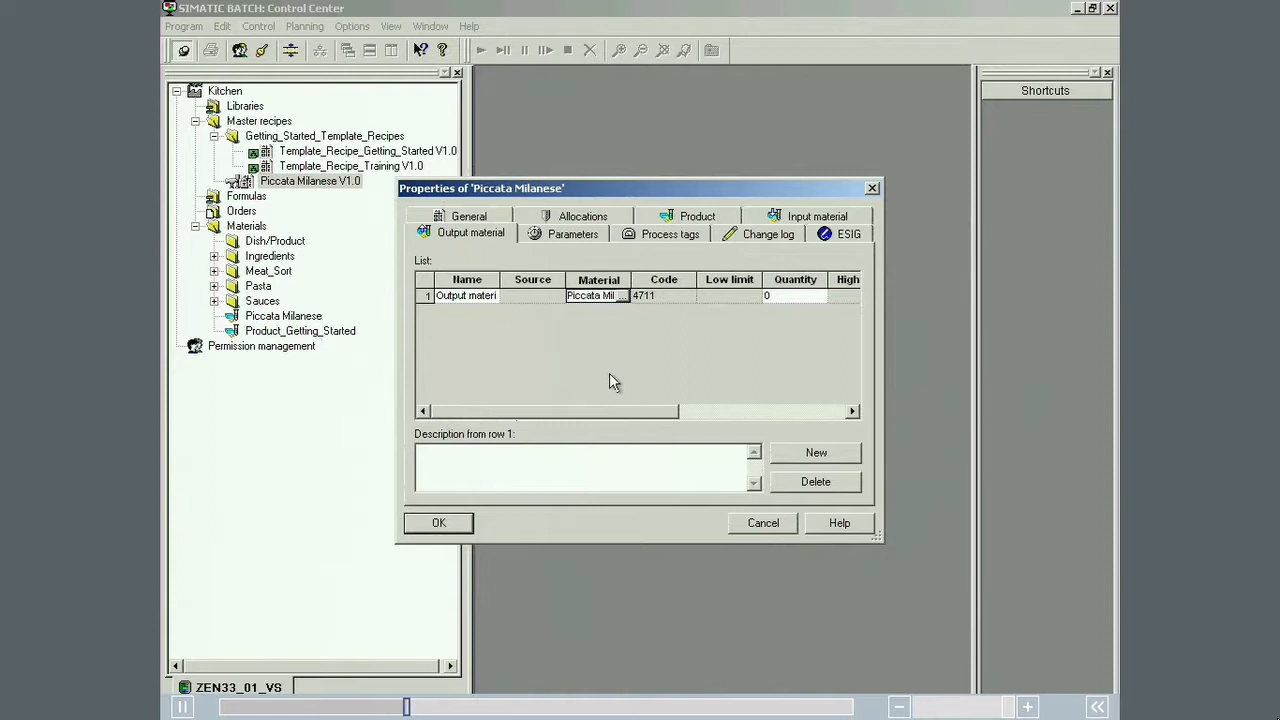 SIMATIC BATCH: Control Center
Program Edit Control Planning Options View Window Help
Kitchen
Libraries
Master recipes
Getting_Started_Template_Recipes
Template_Recipe_Getting_Started V1.0
Template_Recipe_Training V1.0
Piccata Milanese V1.0
Formulas
Orders
Materials
Dish/Product
Ingredients
Meat_Sort
Pasta
Sauces
Piccata Milanese
Product_Getting_Started
Permission management
ZEN33_01_VS
Properties of 'Piccata Milanese'
General Allocations Product Input material
Output material Parameters Process tags Change log ESIG
List:
Name Source Material Code Low limit Quantity High
1 Output materi Piccata Mil ... 4711 0
Description from row 1:
New
Delete
OK Cancel Help
Shortcuts